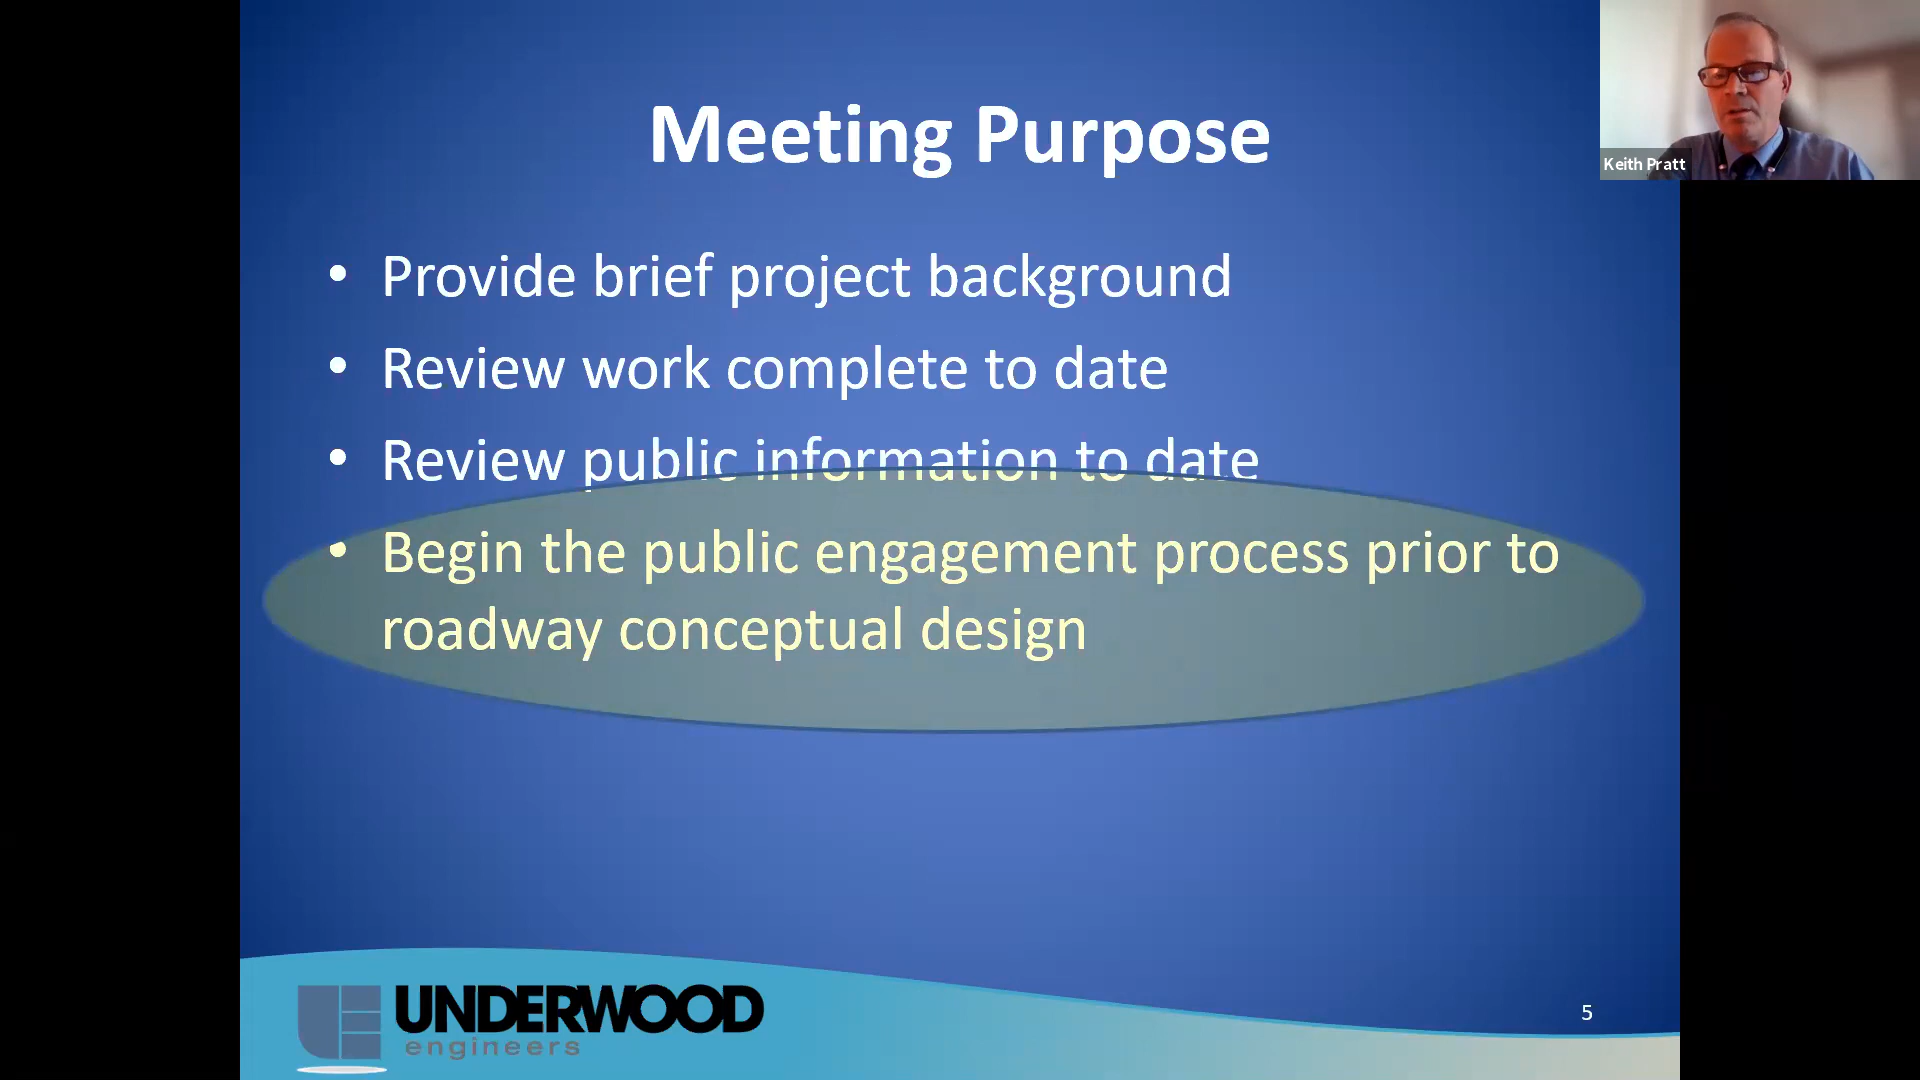 Meeting Purpose
Keith Pratt
• Provide brief project background
• Review work complete to date
• Review public information to date
• Begin the public engagement process prior to
roadway conceptual design
UNDERWOOD
engineers
5